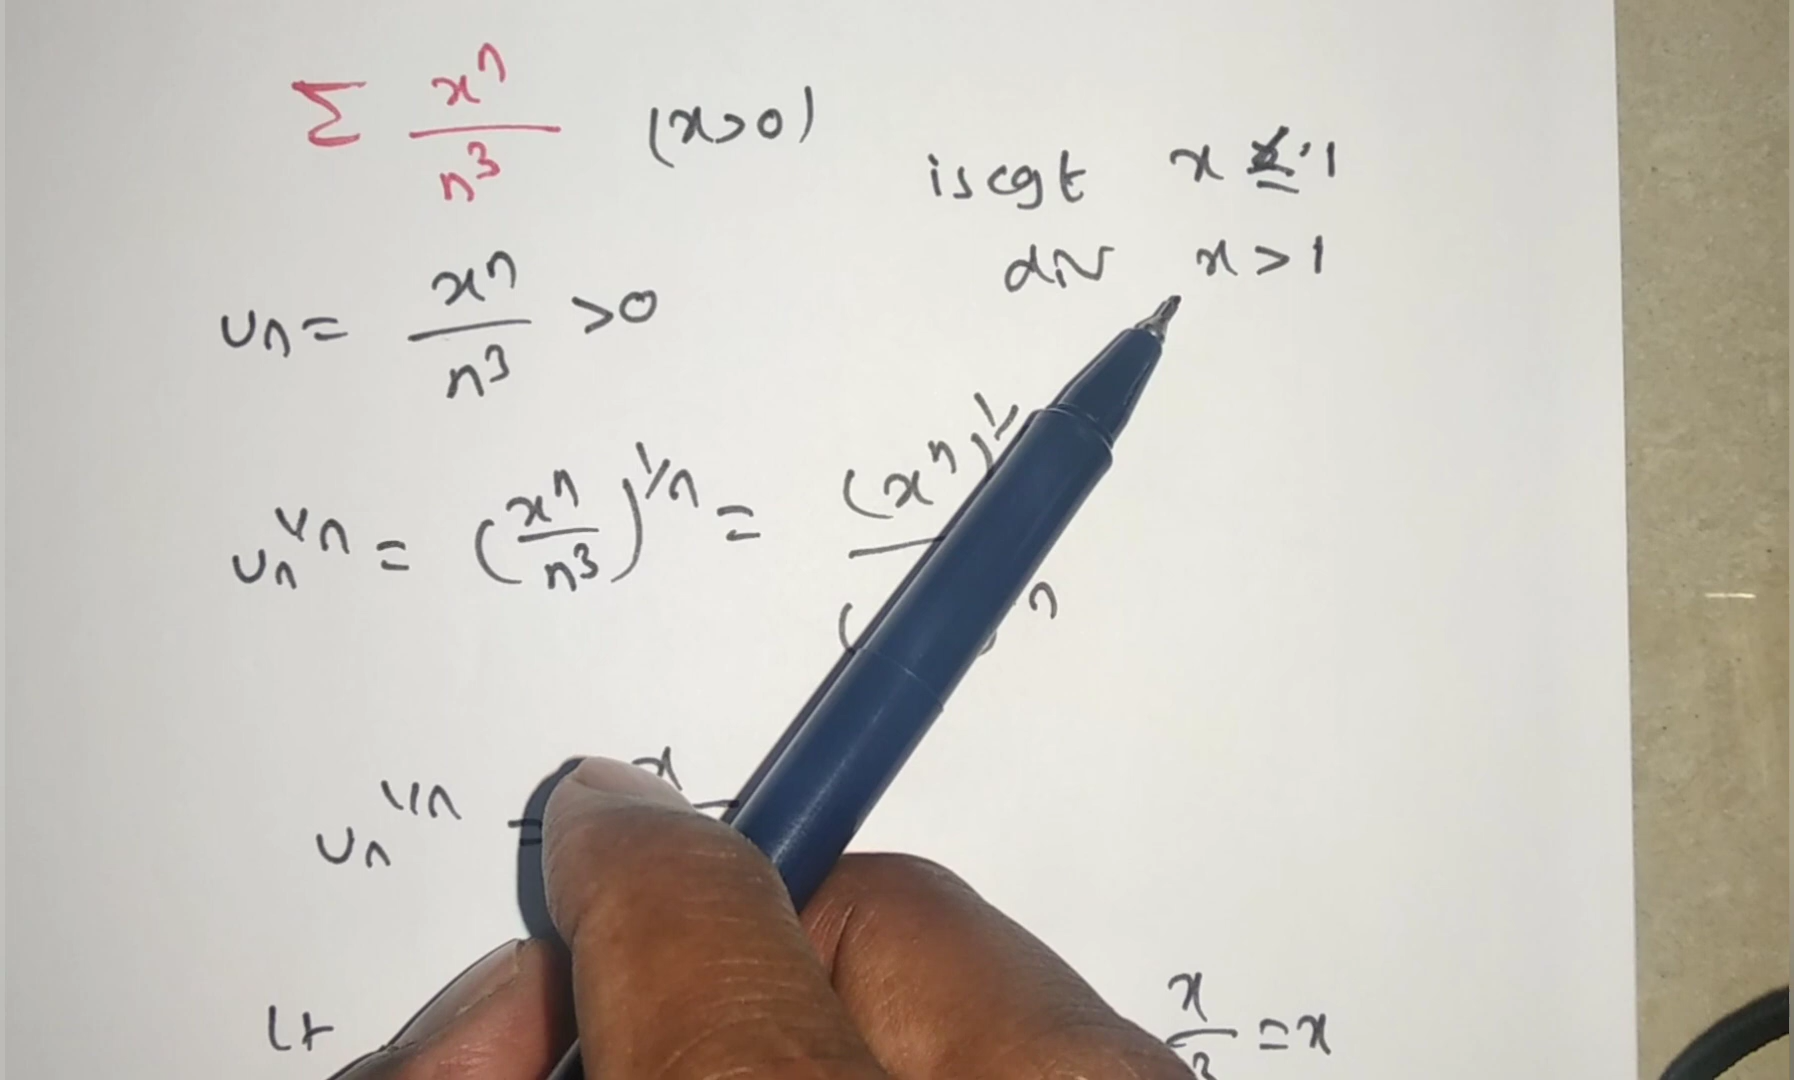 Σ xⁿ/n³ (x>0)
is cgt x ≤ 1
div x > 1
uₙ = xⁿ/n³ > 0
uₙ^1/n = (xⁿ/n³)^1/n = (xⁿ)
uₙ^1/n = x
Lt x = x